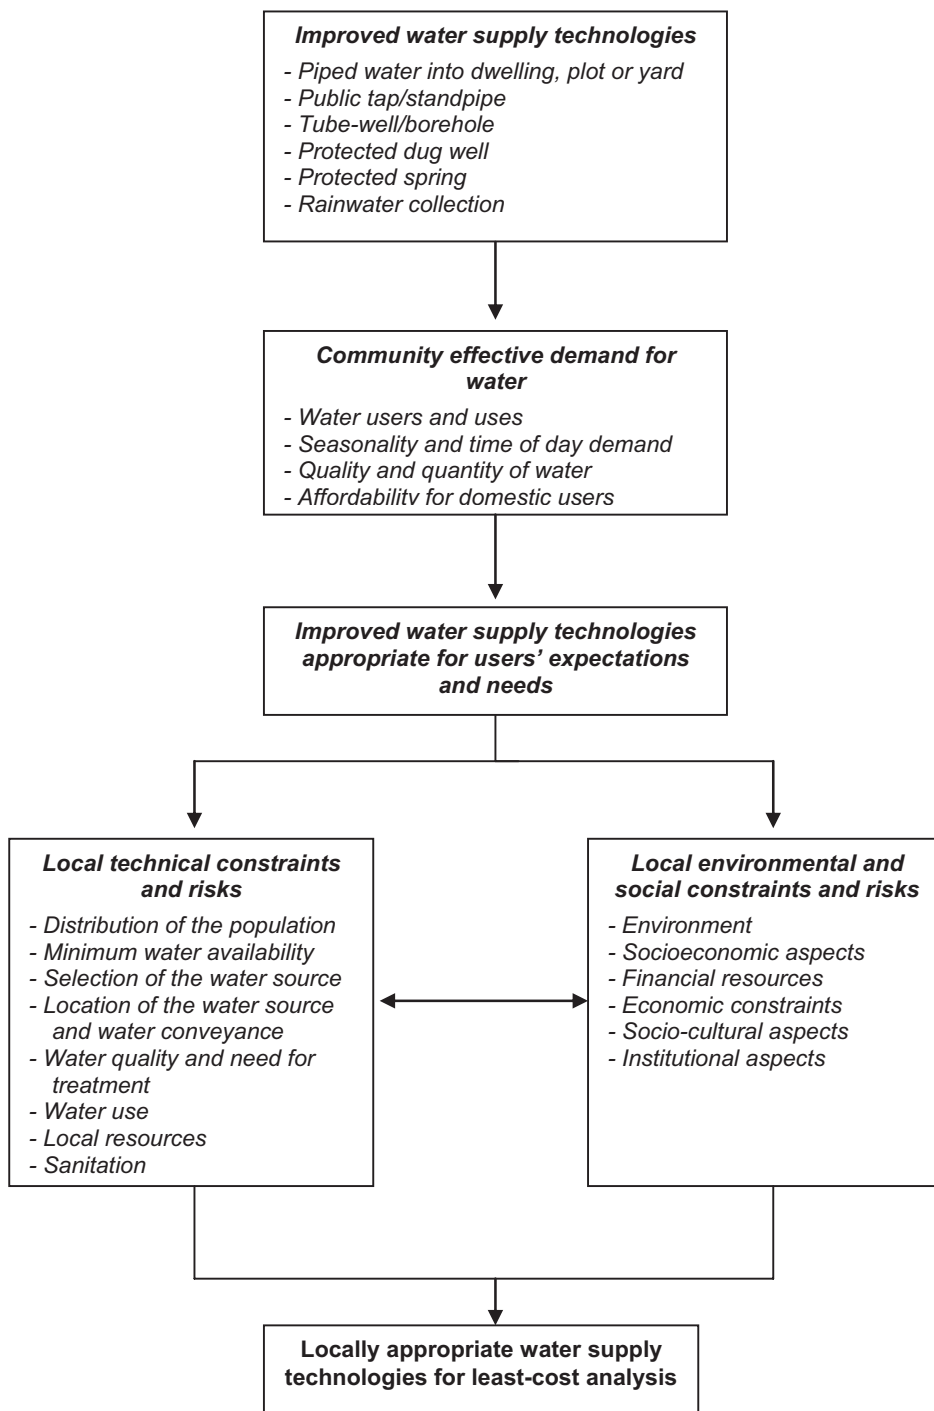 Improved water supply technologies
- Piped water into dwelling, plot or yard
- Public tap/standpipe
- Tube-well/borehole
- Protected dug well
- Protected spring
- Rainwater collection
Community effective demand for
water
- Water users and uses
- Seasonality and time of day demand
- Quality and quantity of water
- Affordability for domestic users
Improved water supply technologies
appropriate for users’ expectations
and needs
Local technical constraints
and risks
- Distribution of the population
- Minimum water availability
- Selection of the water source
- Location of the water source
and water conveyance
- Water quality and need for
treatment
- Water use
- Local resources
- Sanitation
Local environmental and
social constraints and risks
- Environment
- Socioeconomic aspects
- Financial resources
- Economic constraints
- Socio-cultural aspects
- Institutional aspects
Locally appropriate water supply
technologies for least-cost analysis